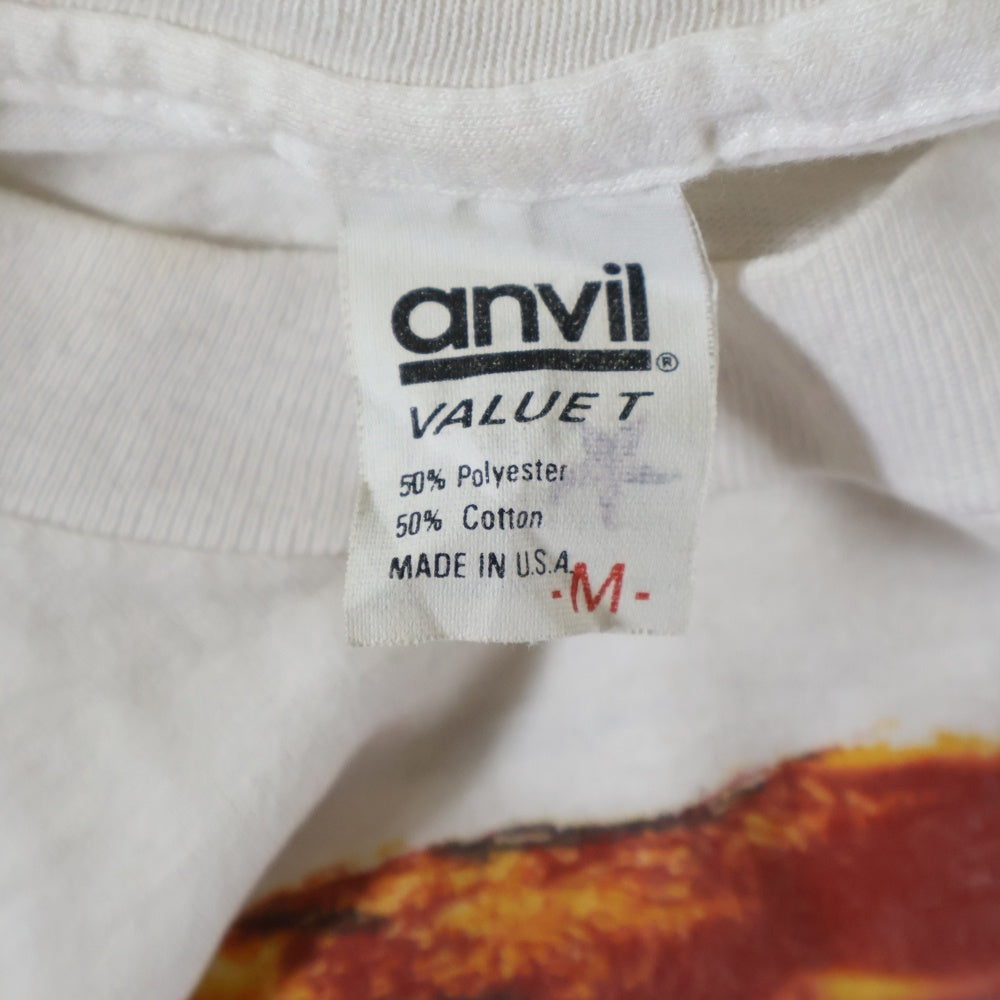 anvil®
VALUE T
50% Polyester
50% Cotton
MADE IN U.S.A.
-M-